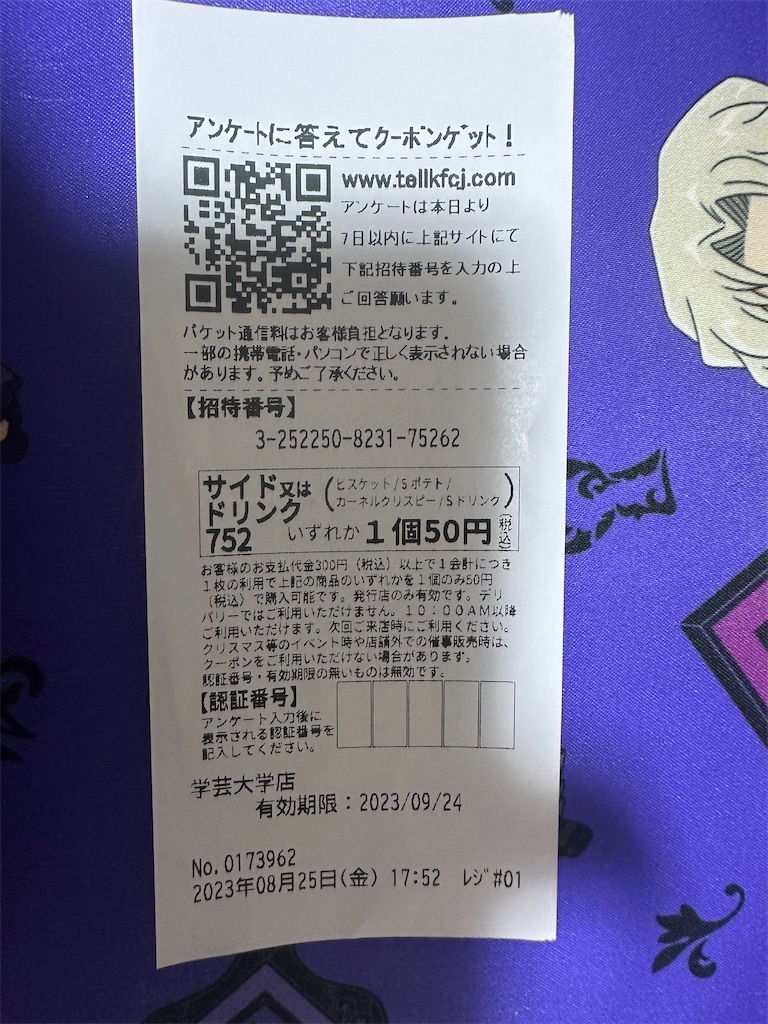 アンケートに答えてクーポンゲット!
www.tellkfcj.com
アンケートは本日より
7日以内に上記サイトにて
下記招待番号を入力の上
ご回答願います。
パケット通信料はお客様負担となります。
一部の携帯電話・パソコンで正しく表示されない場合
があります。予めご了承ください。
【招待番号】
3-252250-8231-75262
サイド又は
ドリンク
752
(ビスケット/Sポテト/
カーネルクリスピー/Sドリンク)
いずれか1個50円(税込)
お客様のお支払代金300円(税込)以上で1会計につき
1枚の利用で上記の商品のいずれかを1個のみ50円
(税込)で購入可能です。発行店のみ有効です。デリ
バリーではご利用いただけません。10:00AM以降
ご利用いただけます。次回ご来店時にご利用ください。
クリスマス等のイベント時や店舗外での催事販売時は、
クーポンをご利用いただけない場合があります。
認証番号・有効期限の無いものは無効です。
【認証番号】
アンケート入力後に
表示される認証番号を
記入してください。
学芸大学店
有効期限:2023/09/24
No.0173962
2023年08月25日(金) 17:52 レジ#01